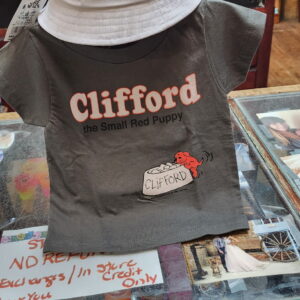 Clifford
the Small Red Puppy
CLIFFORD
NO REFU
Exchanges / In Store
Credit
Only